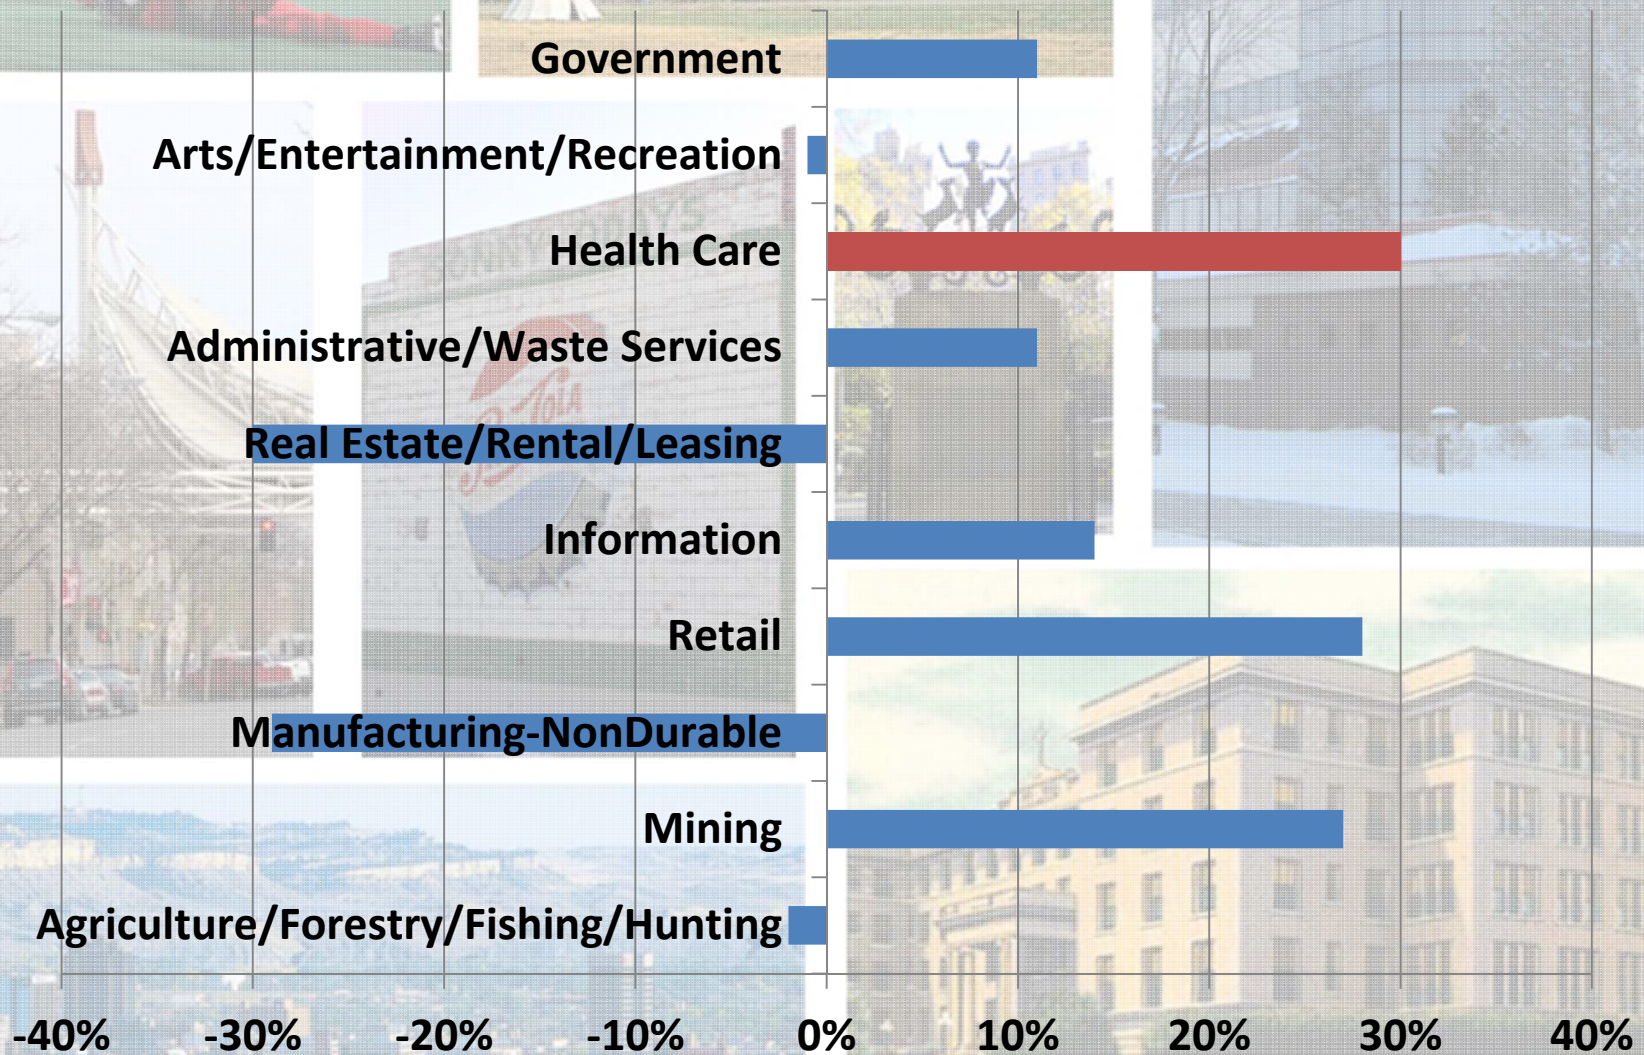 Government
Arts/Entertainment/Recreation
Health Care
Administrative/Waste Services
Real Estate/Rental/Leasing
Information
Retail
Manufacturing-NonDurable
Mining
Agriculture/Forestry/Fishing/Hunting
-40% -30% -20% -10% 0% 10% 20% 30% 40%